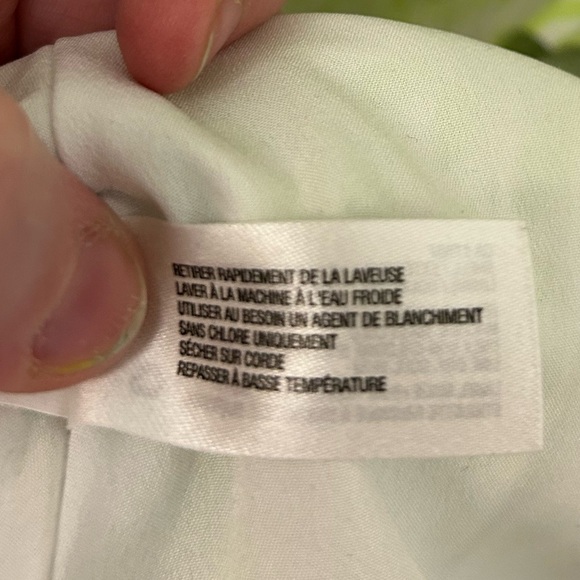 RETIRER RAPIDEMENT DE LA LAVEUSE
LAVER À LA MACHINE À L'EAU FROIDE
UTILISER AU BESOIN UN AGENT DE BLANCHIMENT
SANS CHLORE UNIQUEMENT
SÉCHER SUR CORDE
REPASSER À BASSE TEMPÉRATURE